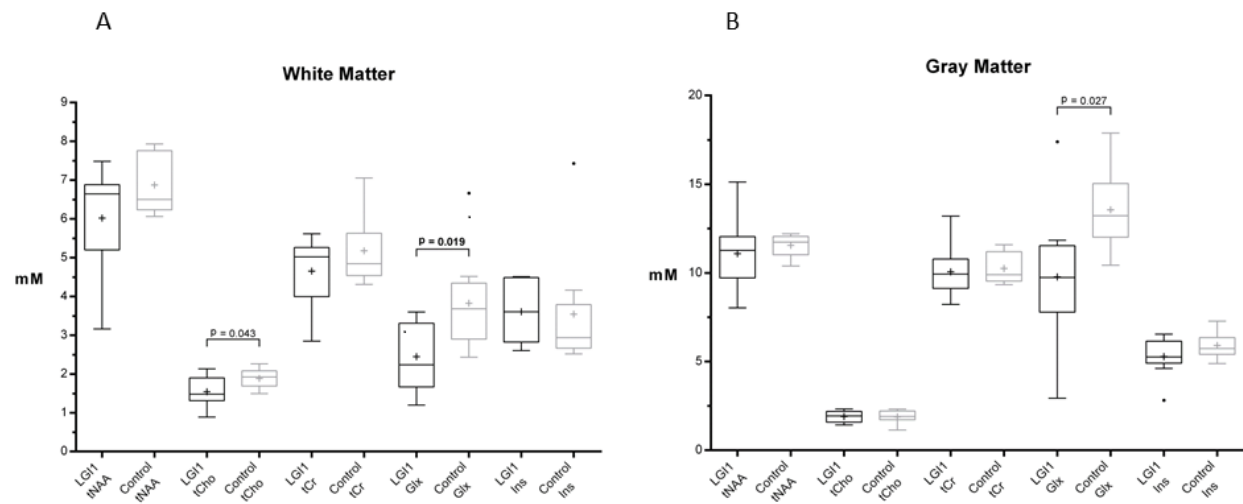 A
White Matter
mM
9
8
7
6
5
4
3
2
1
0
P = 0.043
P = 0.019
LGI1 tNAA
Control tNAA
LGI1 tCho
Control tCho
LGI1 tCr
Control tCr
LGI1 Glx
Control Glx
LGI1 Ins
Control Ins
B
Gray Matter
mM
20
15
10
5
0
P = 0.027
LGI1 tNAA
Control tNAA
LGI1 tCho
Control tCho
LGI1 tCr
Control tCr
LGI1 Glx
Control Glx
LGI1 Ins
Control Ins